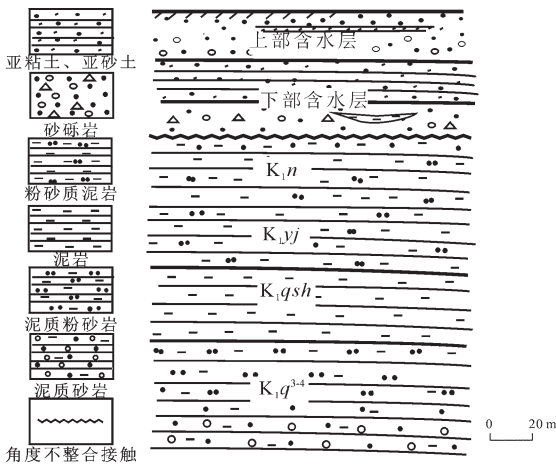 亚粘土、亚砂土
砂砾岩
粉砂质泥岩
泥岩
泥质粉砂岩
泥质砂岩
角度不整合接触
上部含水层
下部含水层
K₁n
K₁yj
K₁qsh
K₁q³⁻⁴
0 20 m